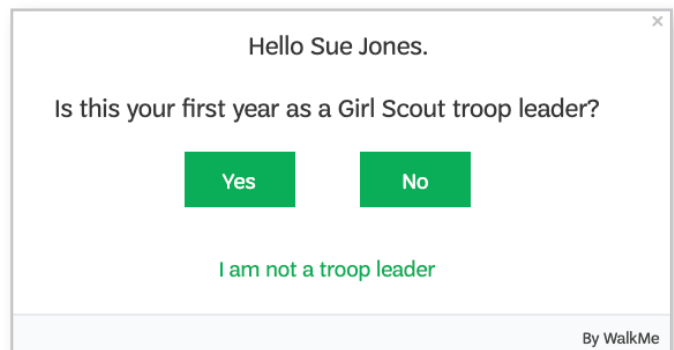 ×
Hello Sue Jones.
Is this your first year as a Girl Scout troop leader?
Yes No
I am not a troop leader
By WalkMe